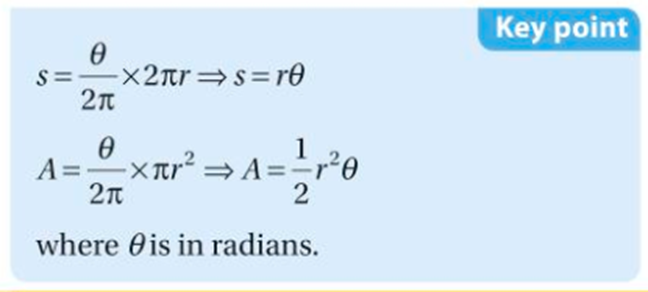 Key point
s = θ/2π × 2πr ⇒ s = rθ
A = θ/2π × πr² ⇒ A = 1/2 r²θ
where θ is in radians.